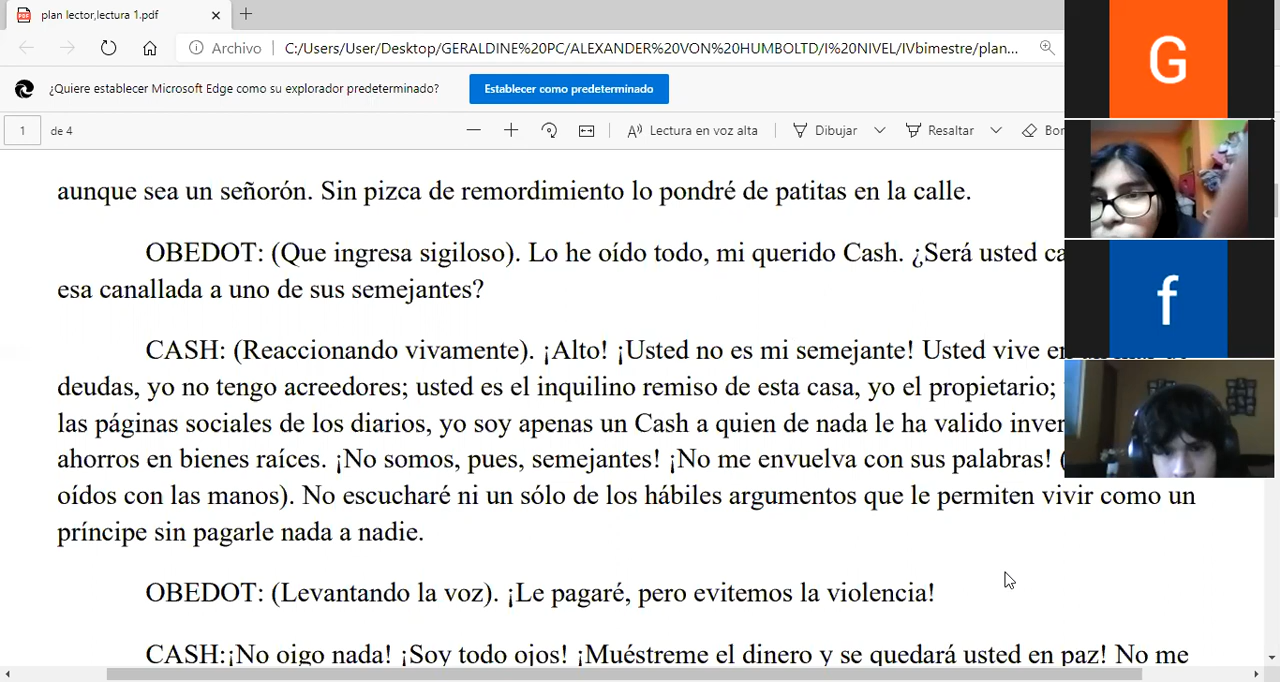 plan lector,lectura 1.pdf
Archivo C:/Users/User/Desktop/GERALDINE%20PC/ALEXANDER%20VON%20HUMBOLTD/I%20NIVEL/IVbimestre/plan...
¿Quiere establecer Microsoft Edge como su explorador predeterminado? Establecer como predeterminado
1 de 4 Lectura en voz alta Dibujar Resaltar
aunque sea un señorón. Sin pizca de remordimiento lo pondré de patitas en la calle.
OBEDOT: (Que ingresa sigiloso). Lo he oído todo, mi querido Cash. ¿Será usted
esa canallada a uno de sus semejantes?
CASH: (Reaccionando vivamente). ¡Alto! ¡Usted no es mi semejante! Usted vive
deudas, yo no tengo acreedores; usted es el inquilino remiso de esta casa, yo el propietario;
las páginas sociales de los diarios, yo soy apenas un Cash a quien de nada le ha valido
ahorros en bienes raíces. ¡No somos, pues, semejantes! ¡No me envuelva con sus palabras! (
oídos con las manos). No escucharé ni un sólo de los hábiles argumentos que le permiten vivir como un
príncipe sin pagarle nada a nadie.
OBEDOT: (Levantando la voz). ¡Le pagaré, pero evitemos la violencia!
CASH:¡No oigo nada! ¡Soy todo ojos! ¡Muéstreme el dinero y se quedará usted en paz! No me
G
f